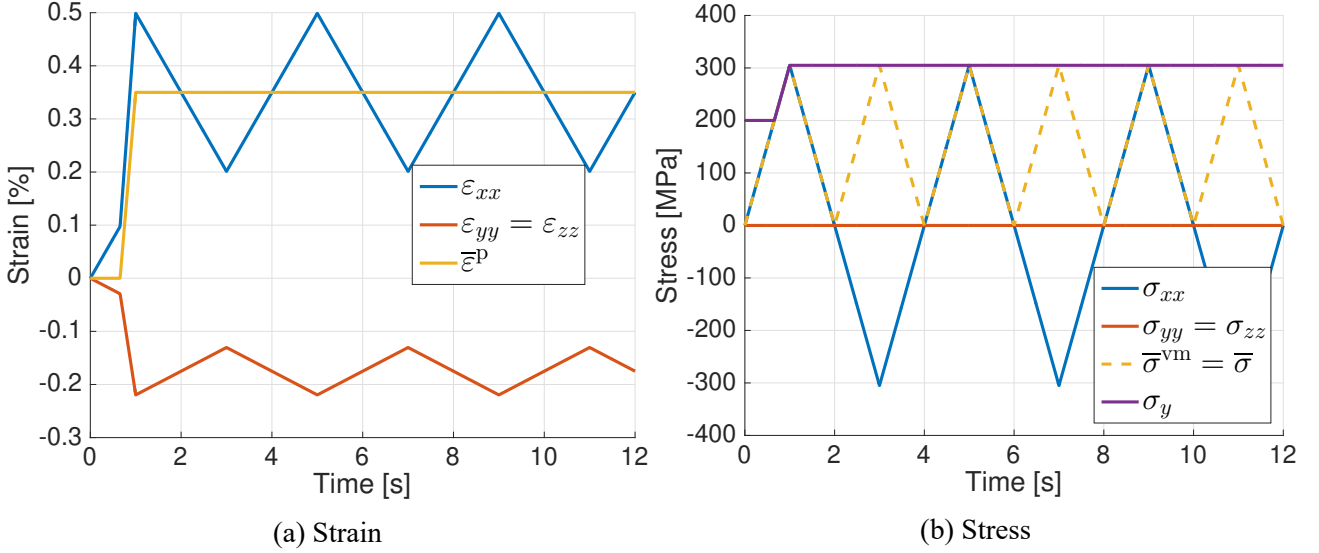 0.5
0.4
0.3
0.2
0.1
0
-0.1
-0.2
-0.3
Strain [%]
0 2 4 6 8 10 12
Time [s]
ε_xx
ε_yy = ε_zz
ε̅^p
(a) Strain
400
300
200
100
0
-100
-200
-300
-400
Stress [MPa]
0 2 4 6 8 10 12
Time [s]
σ_xx
σ_yy = σ_zz
σ̅^vm = σ̅
σ_y
(b) Stress